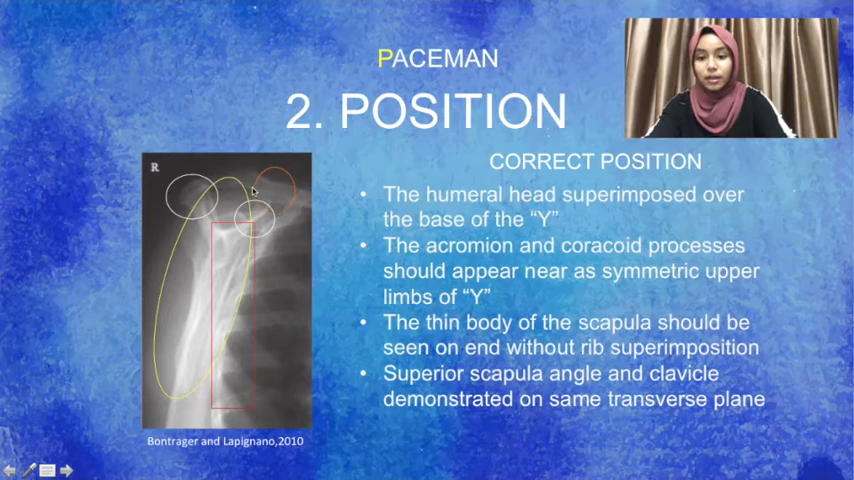 PACEMAN
2. POSITION
R
CORRECT POSITION
• The humeral head superimposed over
the base of the “Y”
• The acromion and coracoid processes
should appear near as symmetric upper
limbs of “Y”
• The thin body of the scapula should be
seen on end without rib superimposition
• Superior scapula angle and clavicle
demonstrated on same transverse plane
Bontrager and Lapignano,2010